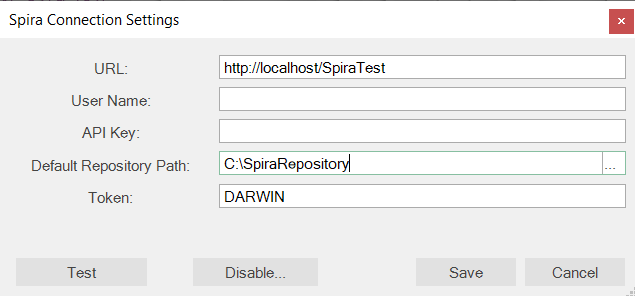 Spira Connection Settings
URL: http://localhost/SpiraTest
User Name:
API Key:
Default Repository Path: C:\SpiraRepository ...
Token: DARWIN
Test Disable... Save Cancel